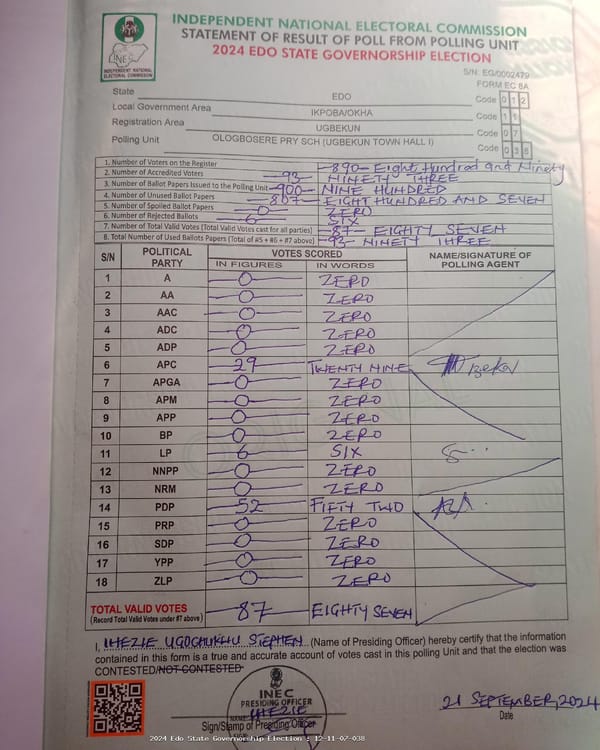 INDEPENDENT NATIONAL ELECTORAL COMMISSION
STATEMENT OF RESULT OF POLL FROM POLLING UNIT
2024 EDO STATE GOVERNORSHIP ELECTION
INEC
INDEPENDENT NATIONAL ELECTORAL COMMISSION
S/N: EG/0002479
FORM EC 8A
State EDO Code 0 1 2
Local Government Area IKPOBA/OKHA Code 1 1
Registration Area UGBEKUN Code 0 7
Polling Unit OLOGBOSERE PRY SCH (UGBEKUN TOWN HALL I) Code 0 3 8
1. Number of Voters on the Register 890 - Eight Hundred and Ninety
2. Number of Accredited Voters 93 NINETY THREE
3. Number of Ballot Papers Issued to the Polling Unit 900 NINE HUNDRED
4. Number of Unused Ballot Papers 807 EIGHT HUNDRED AND SEVEN
5. Number of Spoiled Ballot Papers 0 ZERO
6. Number of Rejected Ballots 6 SIX
7. Number of Total Valid Votes (Total Valid Votes cast for all parties) 87 - EIGHTY SEVEN
8. Total Number of Used Ballots Papers (Total of #5 + #6 + #7 above) 93 - NINETY THREE
S/N POLITICAL PARTY VOTES SCORED NAME/SIGNATURE OF POLLING AGENT
IN FIGURES IN WORDS
1 A 0 ZERO
2 AA 0 ZERO
3 AAC 0 ZERO
4 ADC 0 ZERO
5 ADP 0 ZERO
6 APC 29 TWENTY NINE
7 APGA 0 ZERO
8 APM 0 ZERO
9 APP 0 ZERO
10 BP 0 ZERO
11 LP 6 SIX
12 NNPP 0 ZERO
13 NRM 0 ZERO
14 PDP 52 FIFTY TWO
15 PRP 0 ZERO
16 SDP 0 ZERO
17 YPP 0 ZERO
18 ZLP 0 ZERO
TOTAL VALID VOTES 87 EIGHTY SEVEN
(Record Total Valid Votes under #7 above)
I, IHEZIE UGOCHUKWU STEPHEN (Name of Presiding Officer) hereby certify that the information
contained in this form is a true and accurate account of votes cast in this polling Unit and that the election was
CONTESTED/NOT CONTESTED
INEC
PRESIDING OFFICER
IHEZIE
21 SEPTEMBER, 2024
Sign/Stamp of Presiding Officer
Date
2024 Edo State Governorship Election : 12-11-07-038